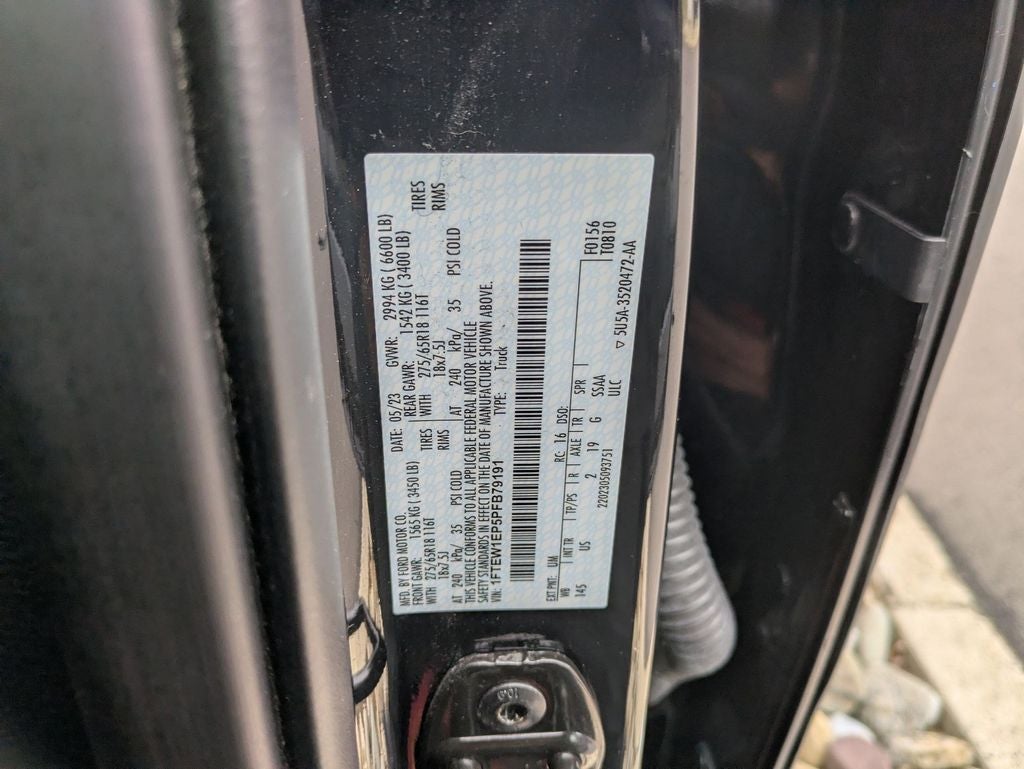 MFD. BY FORD MOTOR CO.
DATE: 05/23 GVWR: 2994 KG ( 6600 LB)
FRONT GAWR: 1565 KG ( 3450 LB) REAR GAWR: 1542 KG ( 3400 LB)
WITH 275/65R18 116T TIRES WITH 275/65R18 116T TIRES
18x7.5J RIMS 18x7.5J RIMS
AT 240 kPa/ 35 PSI COLD AT 240 kPa/ 35 PSI COLD
THIS VEHICLE CONFORMS TO ALL APPLICABLE FEDERAL MOTOR VEHICLE
SAFETY STANDARDS IN EFFECT ON THE DATE OF MANUFACTURE SHOWN ABOVE.
VIN: 1FTEW1EP5PFB79191 TYPE: Truck
EXT PNT: UM RC: 16 DSO: F0156
WB INT TR TP/PS R AXLE TR SPR T0810
145 US 2 19 G SSAA
2202305093751 ULC
▽ 5U5A-3520472-AA